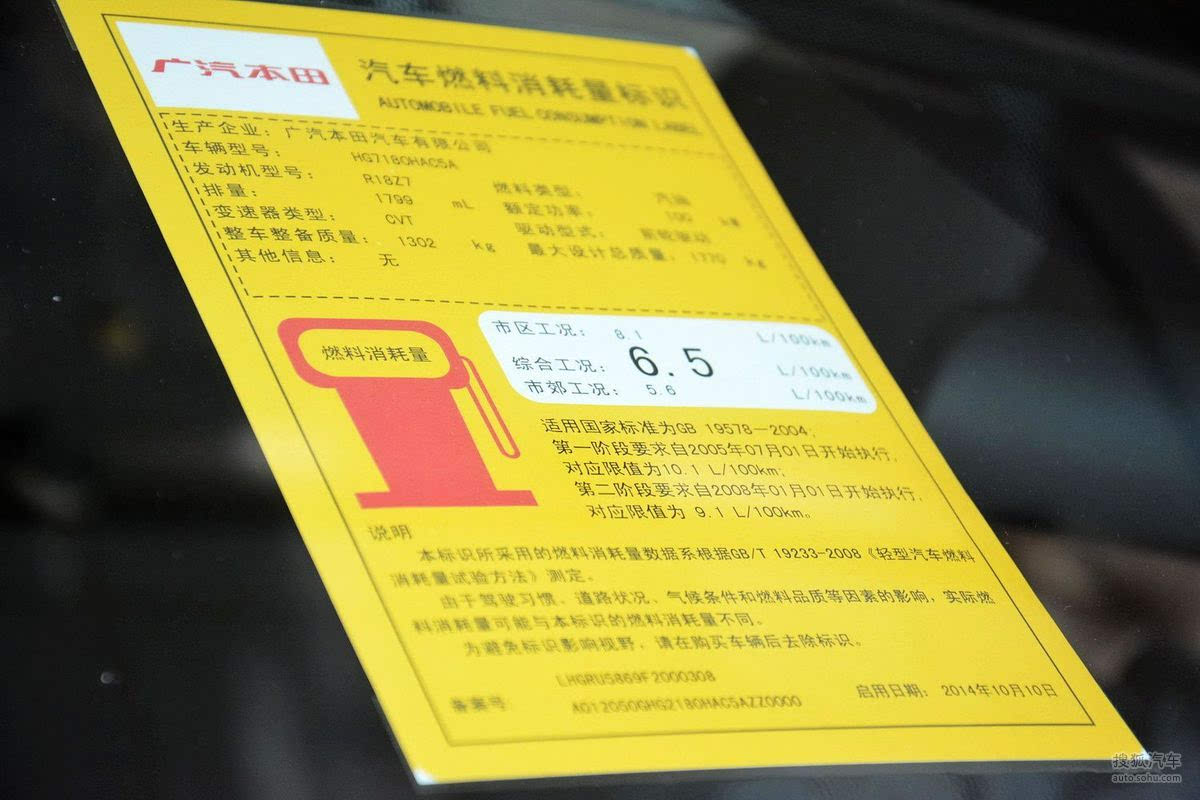 广汽本田
汽车燃料消耗量标识
AUTOMOBILE FUEL CONSUMPTION LABEL
生产企业：广汽本田汽车有限公司
车辆型号： HG7180HAC5A
发动机型号： R18Z7 燃料类型： 汽油
排量： 1799 mL 额定功率： 100 kW
变速器类型： CVT 驱动型式： 前轮驱动
整车整备质量： 1302 kg 最大设计总质量： 1770 kg
其他信息： 无
燃料消耗量
市区工况： 8.1 L/100km
综合工况： 6.5 L/100km
市郊工况： 5.6 L/100km
适用国家标准为GB 19578-2004；
第一阶段要求自2005年07月01日开始执行，
对应限值为10.1 L/100km；
第二阶段要求自2008年01月01日开始执行，
对应限值为 9.1 L/100km。
说明
本标识所采用的燃料消耗量数据系根据GB/T 19233-2008《轻型汽车燃料
消耗量试验方法》测定。
由于驾驶习惯、道路状况、气候条件和燃料品质等因素的影响，实际燃
料消耗量可能与本标识的燃料消耗量不同。
为避免标识影响视野，请在购买车辆后去除标识。
LHGRU5869F2000308
备案号： A012050GHG2180HAC5AZZ0000 启用日期： 2014年10月10日
搜狐汽车
auto.sohu.com